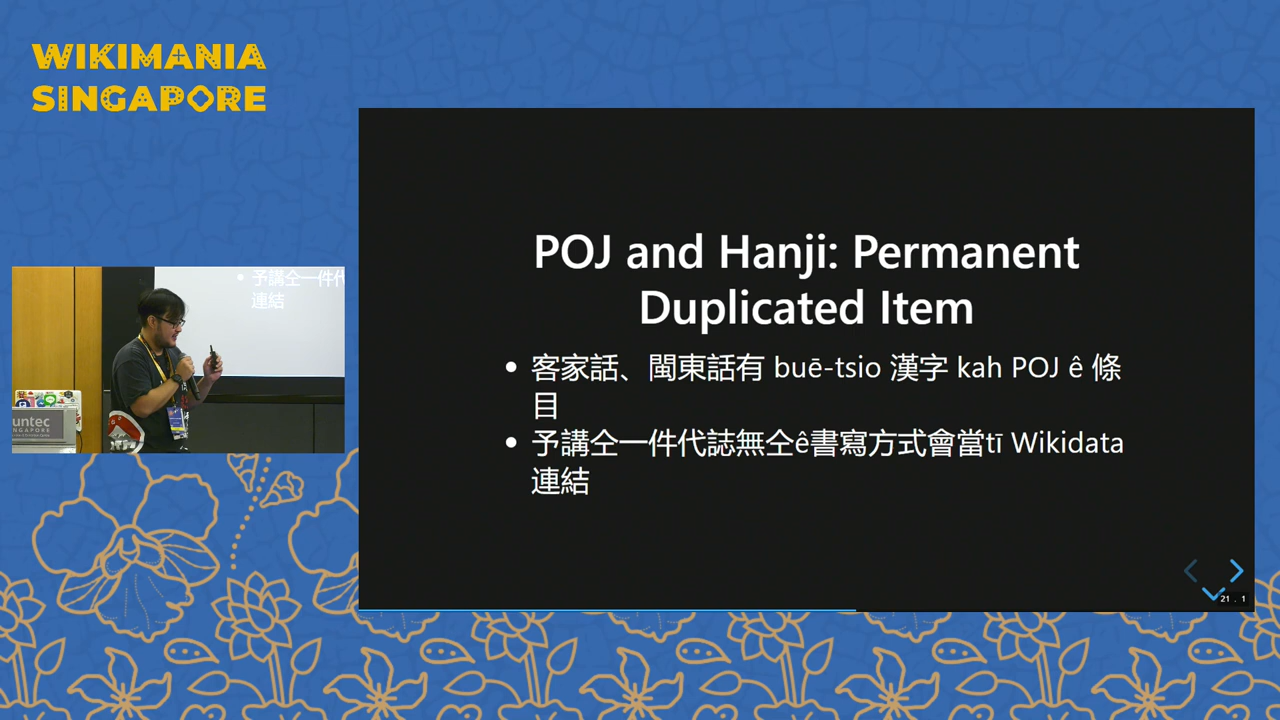 WIKIMANIA
SINGAPORE
POJ and Hanji: Permanent
Duplicated Item
客家話、閩東話有 buē-tsio 漢字 kah POJ ê 條
目
予講仝一件代誌無仝ê書寫方式會當tī Wikidata
連結
予講仝一件代
連結
untec
SINGAPORE
21 . 1